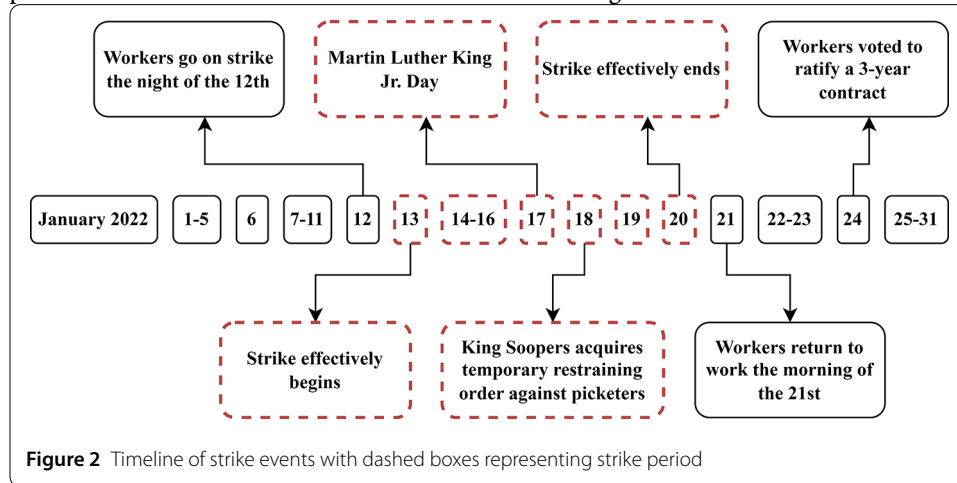 Workers go on strike
the night of the 12th
Martin Luther King
Jr. Day
Strike effectively ends
Workers voted to
ratify a 3-year
contract
January 2022
1-5
6
7-11
12
13
14-16
17
18
19
20
21
22-23
24
25-31
Strike effectively
begins
King Soopers acquires
temporary restraining
order against picketers
Workers return to
work the morning of
the 21st
Figure 2 Timeline of strike events with dashed boxes representing strike period